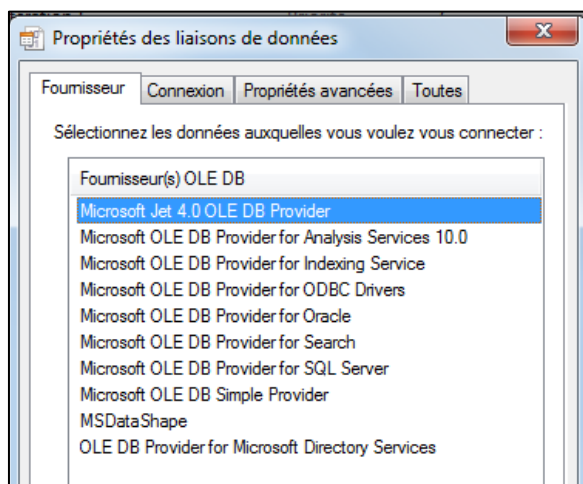 Propriétés des liaisons de données
Fournisseur Connexion Propriétés avancées Toutes
Sélectionnez les données auxquelles vous voulez vous connecter :
Fournisseur(s) OLE DB
Microsoft Jet 4.0 OLE DB Provider
Microsoft OLE DB Provider for Analysis Services 10.0
Microsoft OLE DB Provider for Indexing Service
Microsoft OLE DB Provider for ODBC Drivers
Microsoft OLE DB Provider for Oracle
Microsoft OLE DB Provider for Search
Microsoft OLE DB Provider for SQL Server
Microsoft OLE DB Simple Provider
MSDataShape
OLE DB Provider for Microsoft Directory Services